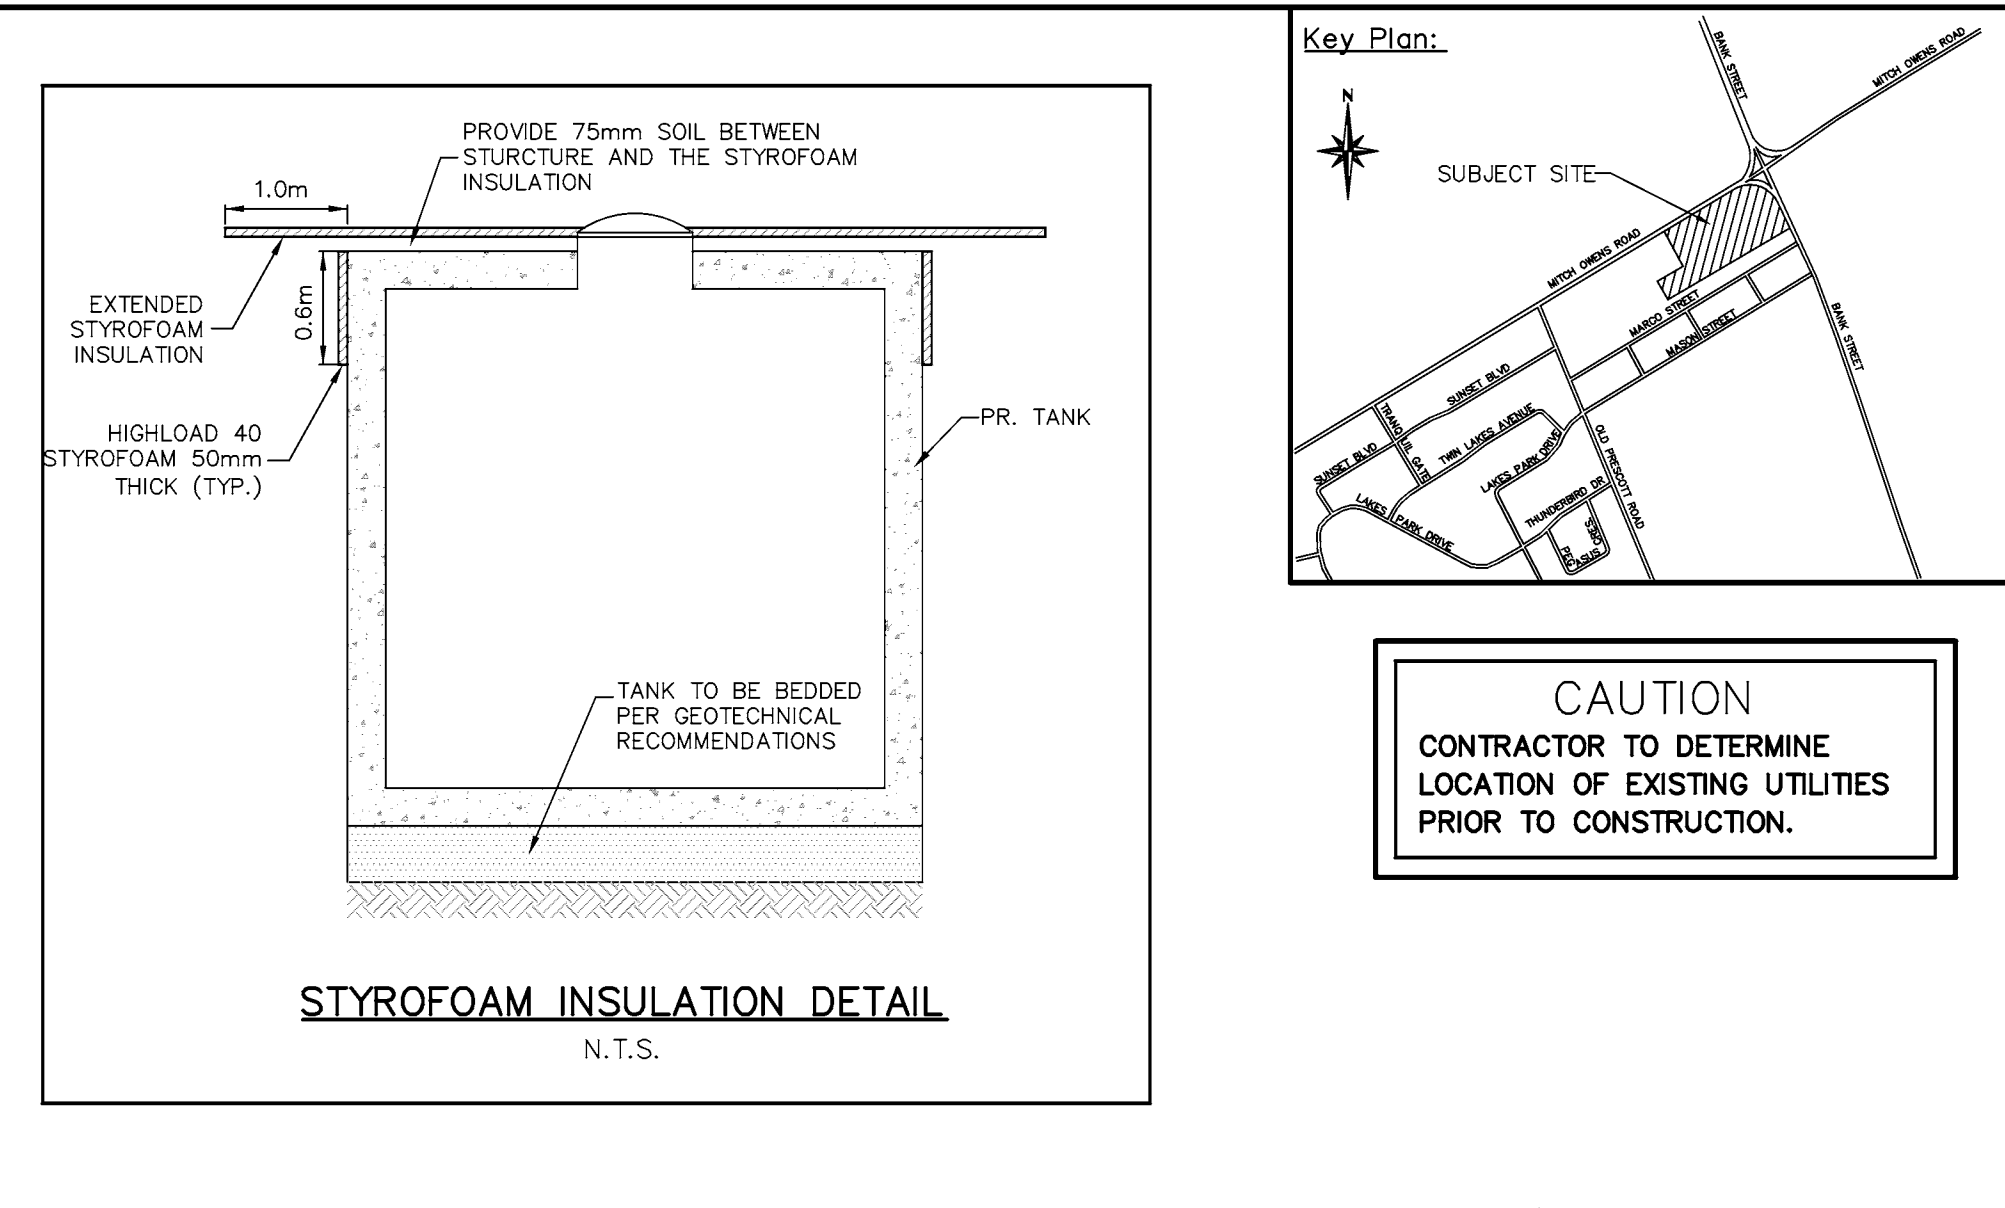 PROVIDE 75mm SOIL BETWEEN
STURCTURE AND THE STYROFOAM
INSULATION
1.0m
EXTENDED
STYROFOAM
INSULATION
0.6m
HIGHLOAD 40
STYROFOAM 50mm
THICK (TYP.)
PR. TANK
TANK TO BE BEDDED
PER GEOTECHNICAL
RECOMMENDATIONS
STYROFOAM INSULATION DETAIL
N.T.S.
Key Plan:
N
SUBJECT SITE
BANK STREET
MITCH OWENS ROAD
MITCH OWENS ROAD
MARCO STREET
MASON STREET
BANK STREET
SUNSET BLVD
TRANQUIL GATE
TWIN LAKES AVENUE
SUNSET BLVD
LAKES PARK DRIVE
OLD PRESCOTT ROAD
LAKES PARK DRIVE
THUNDERBIRD DR
PEGASUS CRES
CAUTION
CONTRACTOR TO DETERMINE
LOCATION OF EXISTING UTILITIES
PRIOR TO CONSTRUCTION.